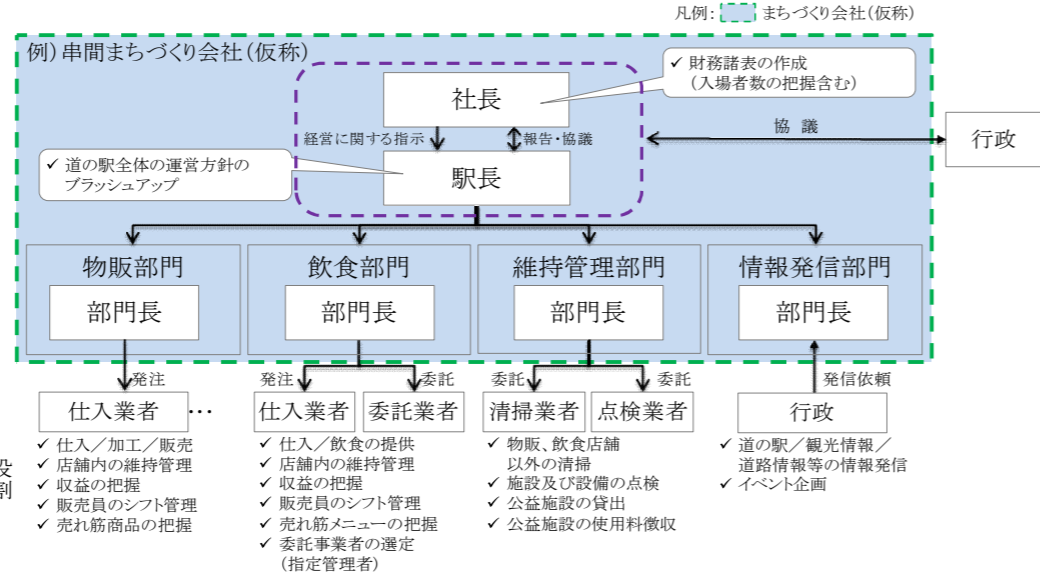 凡例： まちづくり会社（仮称）
例）串間まちづくり会社（仮称）
✓ 財務諸表の作成
（入場者数の把握含む）
社長
経営に関する指示
報告・協議
協 議
行政
✓ 道の駅全体の運営方針の
ブラッシュアップ
駅長
物販部門
飲食部門
維持管理部門
情報発信部門
部門長
部門長
部門長
部門長
発注
発注
委託
委託
委託
発信依頼
仕入業者
…
仕入業者
委託業者
清掃業者
点検業者
行政
役割
✓ 仕入／加工／販売
✓ 店舗内の維持管理
✓ 収益の把握
✓ 販売員のシフト管理
✓ 売れ筋商品の把握
✓ 仕入／飲食の提供
✓ 店舗内の維持管理
✓ 収益の把握
✓ 販売員のシフト管理
✓ 売れ筋メニューの把握
✓ 委託事業者の選定
（指定管理者）
✓ 物販、飲食店舗
以外の清掃
✓ 施設及び設備の点検
✓ 公益施設の貸出
✓ 公益施設の使用料徴収
✓ 道の駅／観光情報／
道路情報等の情報発信
✓ イベント企画